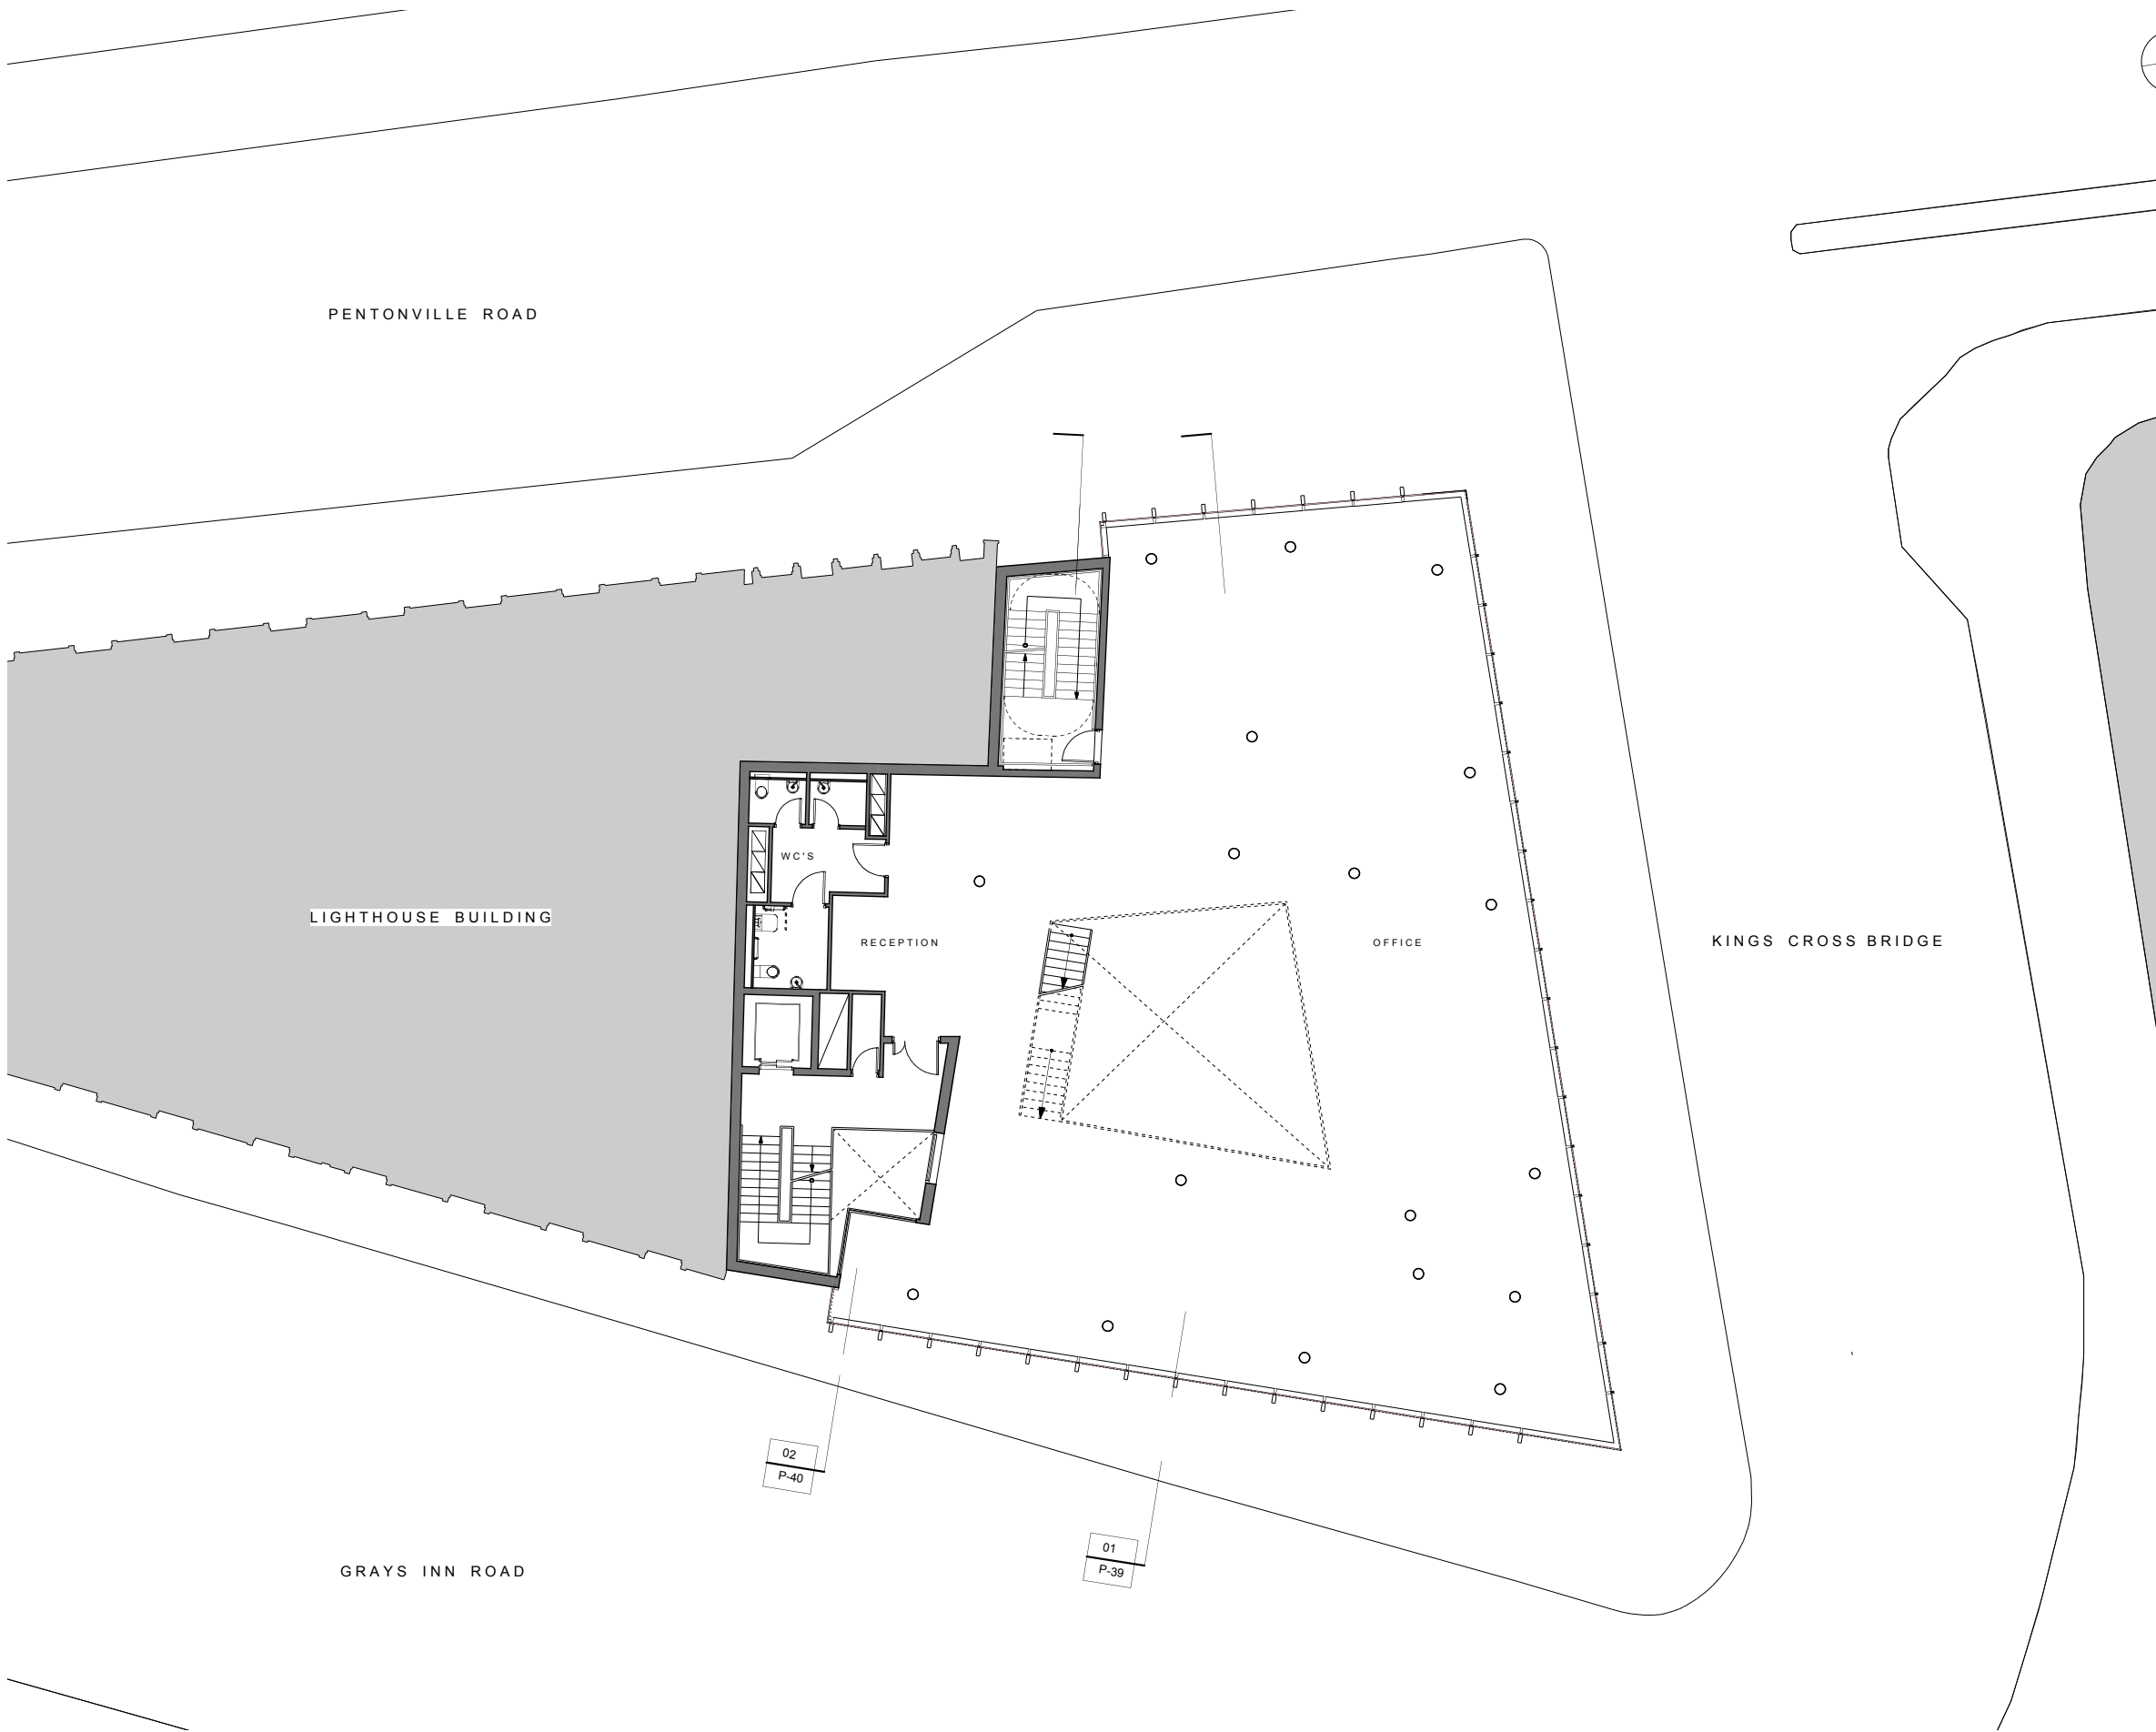 PENTONVILLE ROAD
WC'S
LIGHTHOUSE BUILDING
RECEPTION
OFFICE
KINGS CROSS BRIDGE
02
P-40
01
P-39
GRAYS INN ROAD